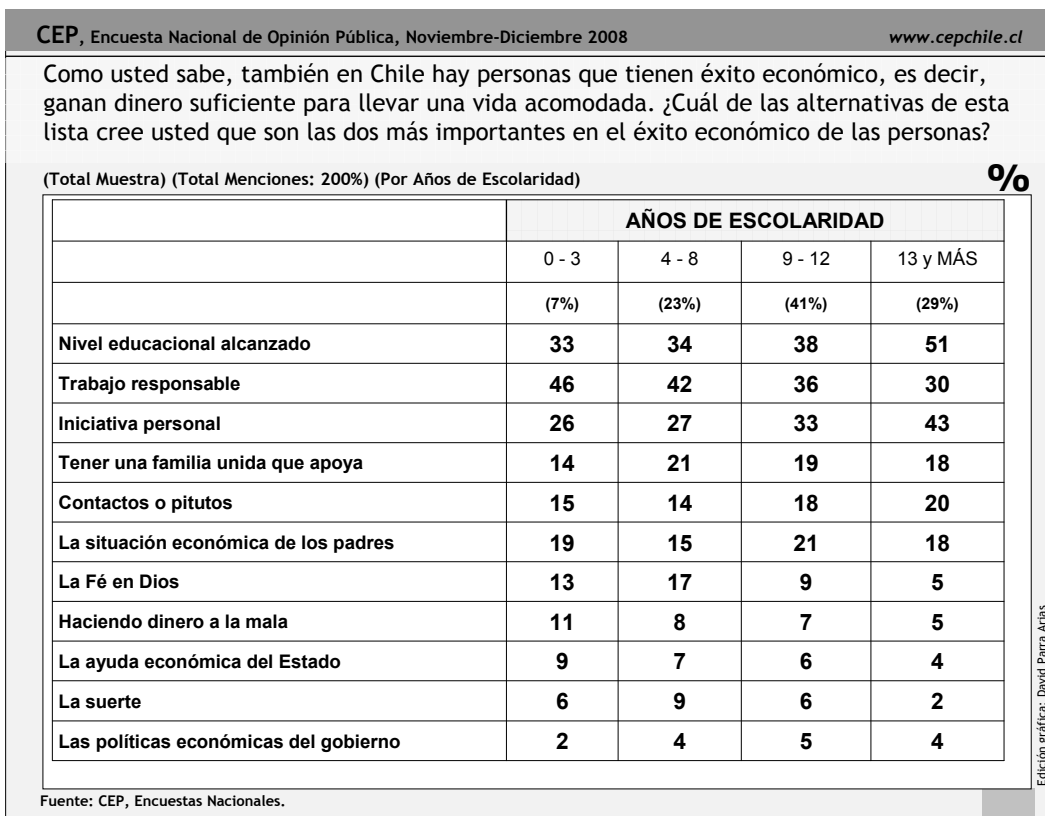 CEP, Encuesta Nacional de Opinión Pública, Noviembre-Diciembre 2008 www.cepchile.cl
Como usted sabe, también en Chile hay personas que tienen éxito económico, es decir,
ganan dinero suficiente para llevar una vida acomodada. ¿Cuál de las alternativas de esta
lista cree usted que son las dos más importantes en el éxito económico de las personas?
(Total Muestra) (Total Menciones: 200%) (Por Años de Escolaridad) %
AÑOS DE ESCOLARIDAD
0 - 3 4 - 8 9 - 12 13 y MÁS
(7%) (23%) (41%) (29%)
Nivel educacional alcanzado 33 34 38 51
Trabajo responsable 46 42 36 30
Iniciativa personal 26 27 33 43
Tener una familia unida que apoya 14 21 19 18
Contactos o pitutos 15 14 18 20
La situación económica de los padres 19 15 21 18
La Fé en Dios 13 17 9 5
Haciendo dinero a la mala 11 8 7 5
La ayuda económica del Estado 9 7 6 4
La suerte 6 9 6 2
Las políticas económicas del gobierno 2 4 5 4
Fuente: CEP, Encuestas Nacionales.
Edición gráfica: David Parra Arias